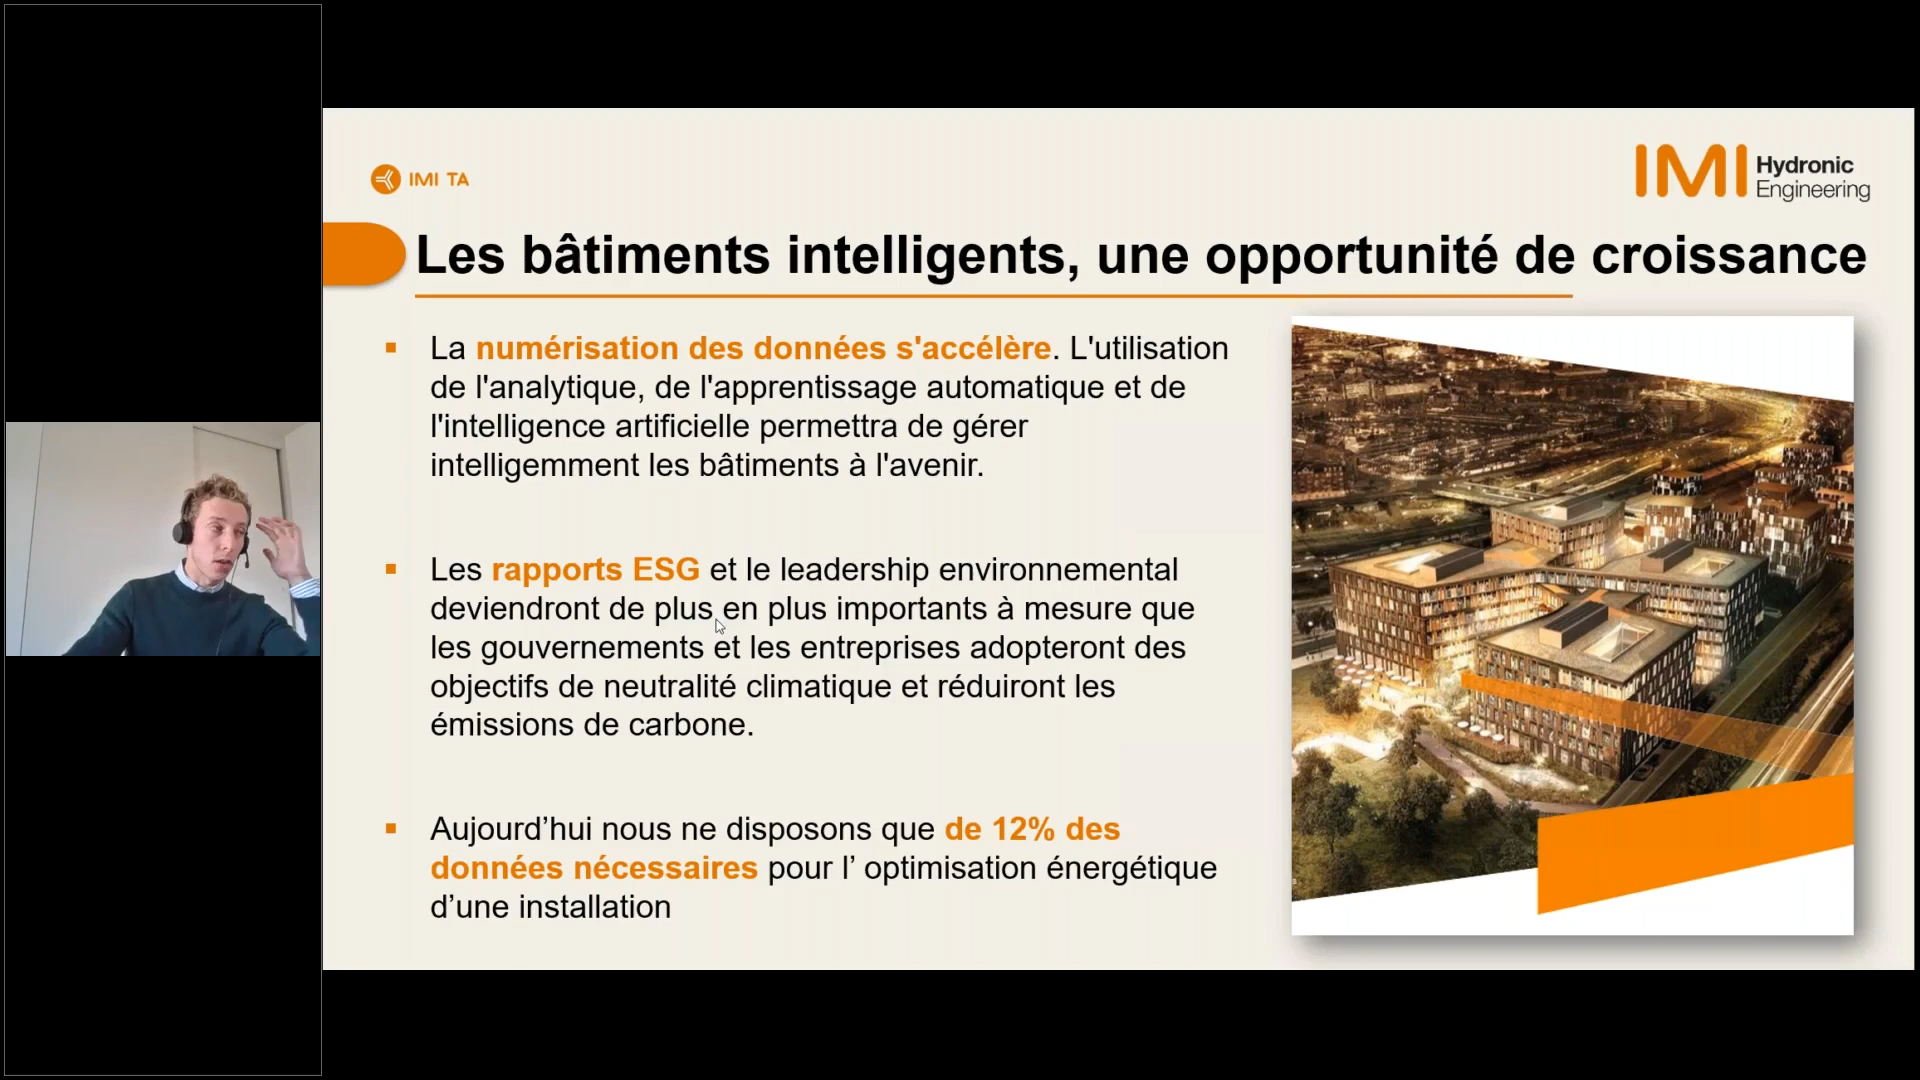 IMI TA
IMI Hydronic
Engineering
Les bâtiments intelligents, une opportunité de croissance
La numérisation des données s'accélère. L'utilisation
de l'analytique, de l'apprentissage automatique et de
l'intelligence artificielle permettra de gérer
intelligemment les bâtiments à l'avenir.
Les rapports ESG et le leadership environnemental
deviendront de plus en plus importants à mesure que
les gouvernements et les entreprises adopteront des
objectifs de neutralité climatique et réduiront les
émissions de carbone.
Aujourd’hui nous ne disposons que de 12% des
données nécessaires pour l’ optimisation énergétique
d’une installation